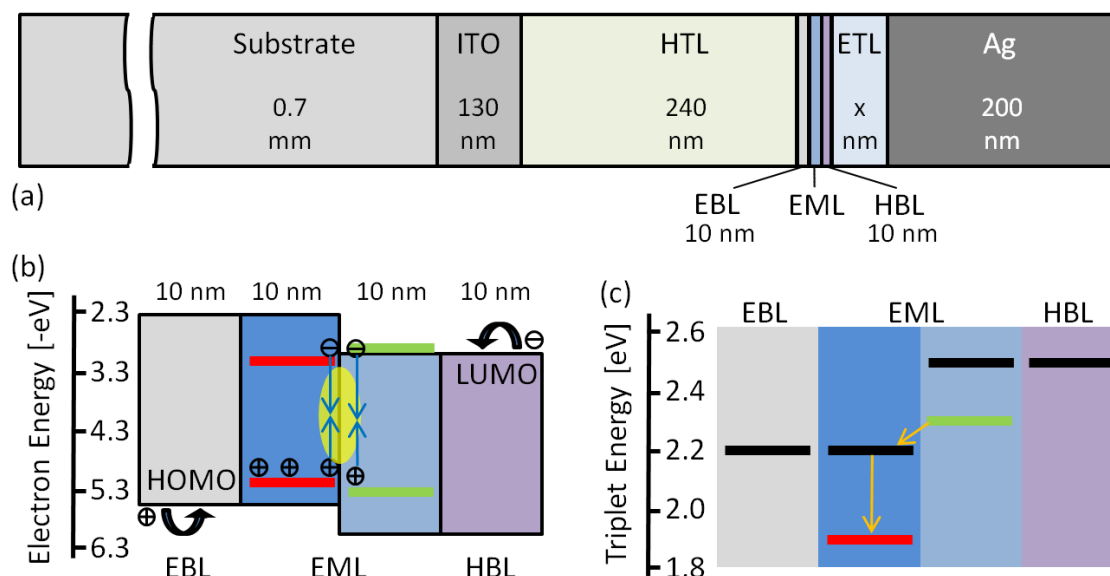 Substrate ITO HTL ETL Ag
0.7 130 240 x 200
mm nm nm nm nm
(a)
EBL EML HBL
10 nm 10 nm
(b)
10 nm 10 nm 10 nm 10 nm
Electron Energy [-eV]
2.3
3.3
4.3
5.3
6.3
LUMO
HOMO
EBL EML HBL
(c)
EBL EML HBL
Triplet Energy [eV]
2.6
2.4
2.2
2.0
1.8